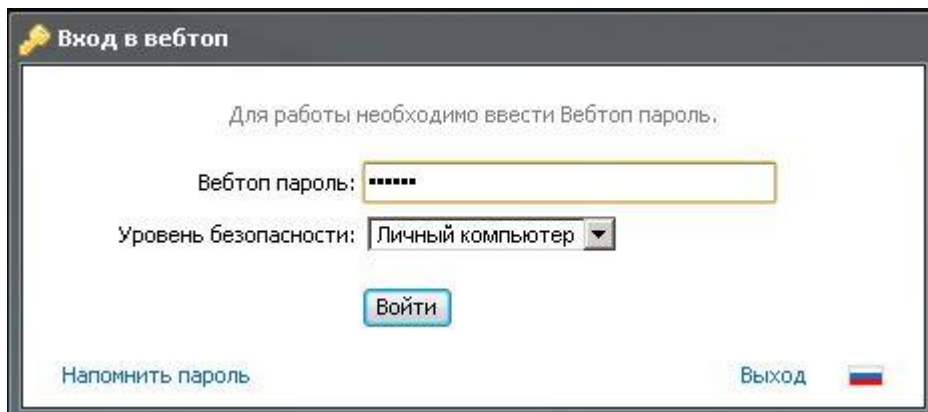 Вход в вебтоп
Для работы необходимо ввести Вебтоп пароль.
Вебтоп пароль: ••••••
Уровень безопасности: Личный компьютер
Войти
Напомнить пароль Выход